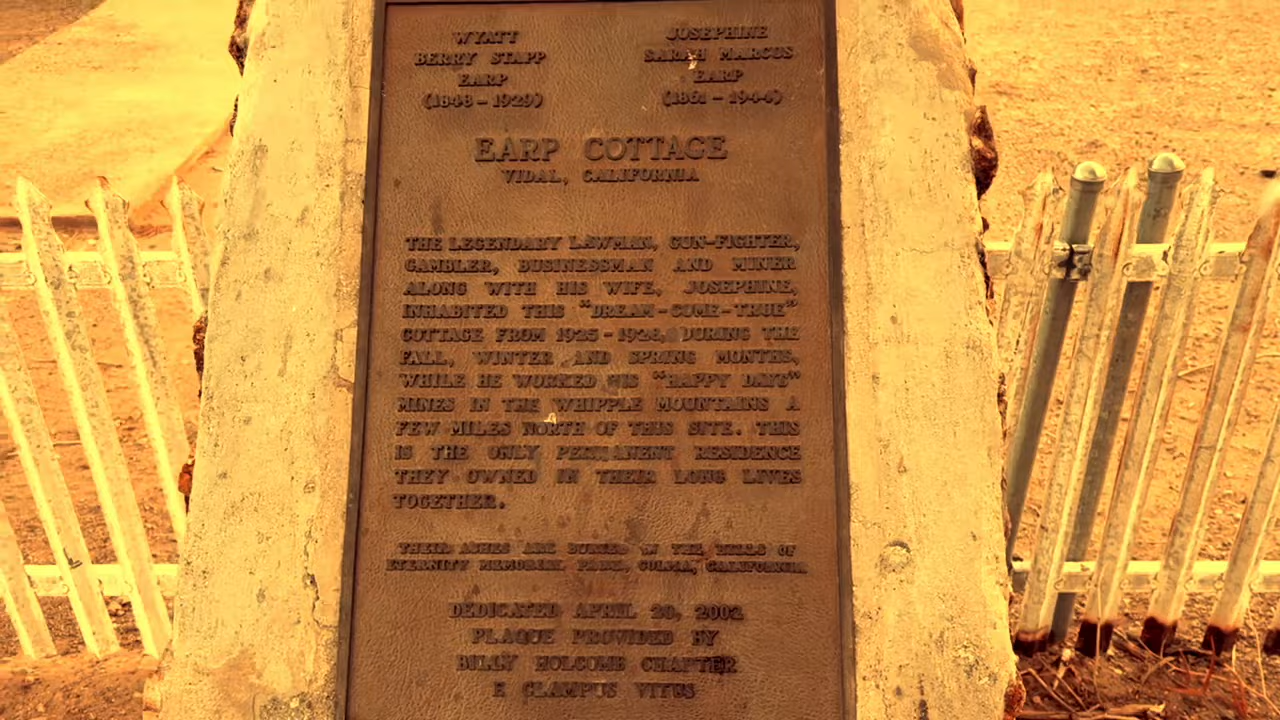 WYATT
BERRY STAPP
EARP
(1848 - 1929)
JOSEPHINE
SARAH MARCUS
EARP
(1861 - 1944)
EARP COTTAGE
VIDAL, CALIFORNIA
THE LEGENDARY LAWMAN, GUN-FIGHTER,
GAMBLER, BUSINESSMAN AND MINER
ALONG WITH HIS WIFE, JOSEPHINE,
INHABITED THIS "DREAM-COME-TRUE"
COTTAGE FROM 1925 - 1928, DURING THE
FALL, WINTER AND SPRING MONTHS,
WHILE HE WORKED HIS "HAPPY DAYS"
MINES IN THE WHIPPLE MOUNTAINS A
FEW MILES NORTH OF THIS SITE. THIS
IS THE ONLY PERMANENT RESIDENCE
THEY OWNED IN THEIR LONG LIVES
TOGETHER.
THEIR ASHES ARE BURIED IN THE HILLS OF
ETERNITY MEMORIAL PARK, COLMA, CALIFORNIA
DEDICATED APRIL 20, 2002
PLAQUE PROVIDED BY
BILLY HOLCOMB CHAPTER
E CLAMPUS VITUS